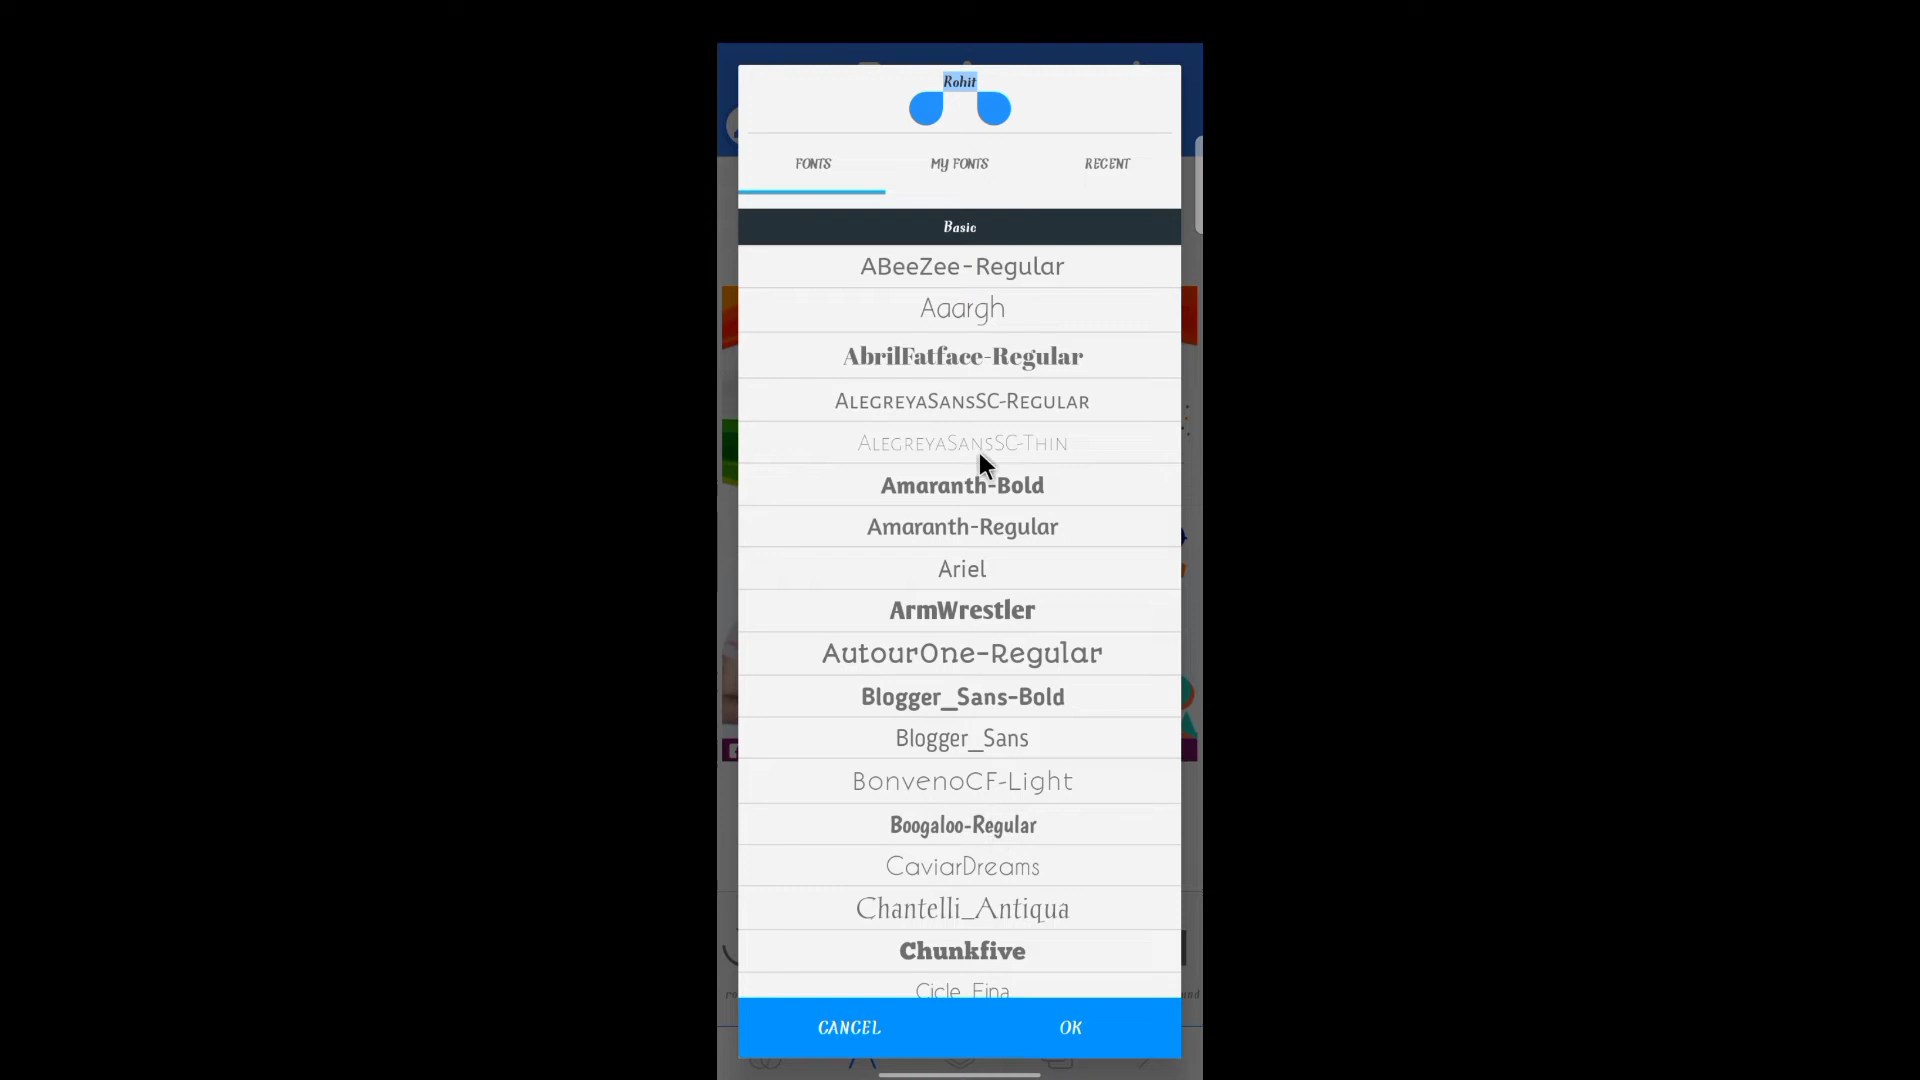 Rohit
FONTS
MY FONTS
RECENT
Basic
ABeeZee-Regular
Aaargh
AbrilFatface-Regular
AlegreyaSansSC-Regular
AlegreyaSansSC-Thin
Amaranth-Bold
Amaranth-Regular
Ariel
ArmWrestler
AutourOne-Regular
Blogger_Sans-Bold
Blogger_Sans
BonvenoCF-Light
Boogaloo-Regular
CaviarDreams
Chantelli_Antiqua
Chunkfive
Cicle_Fina
CANCEL
OK